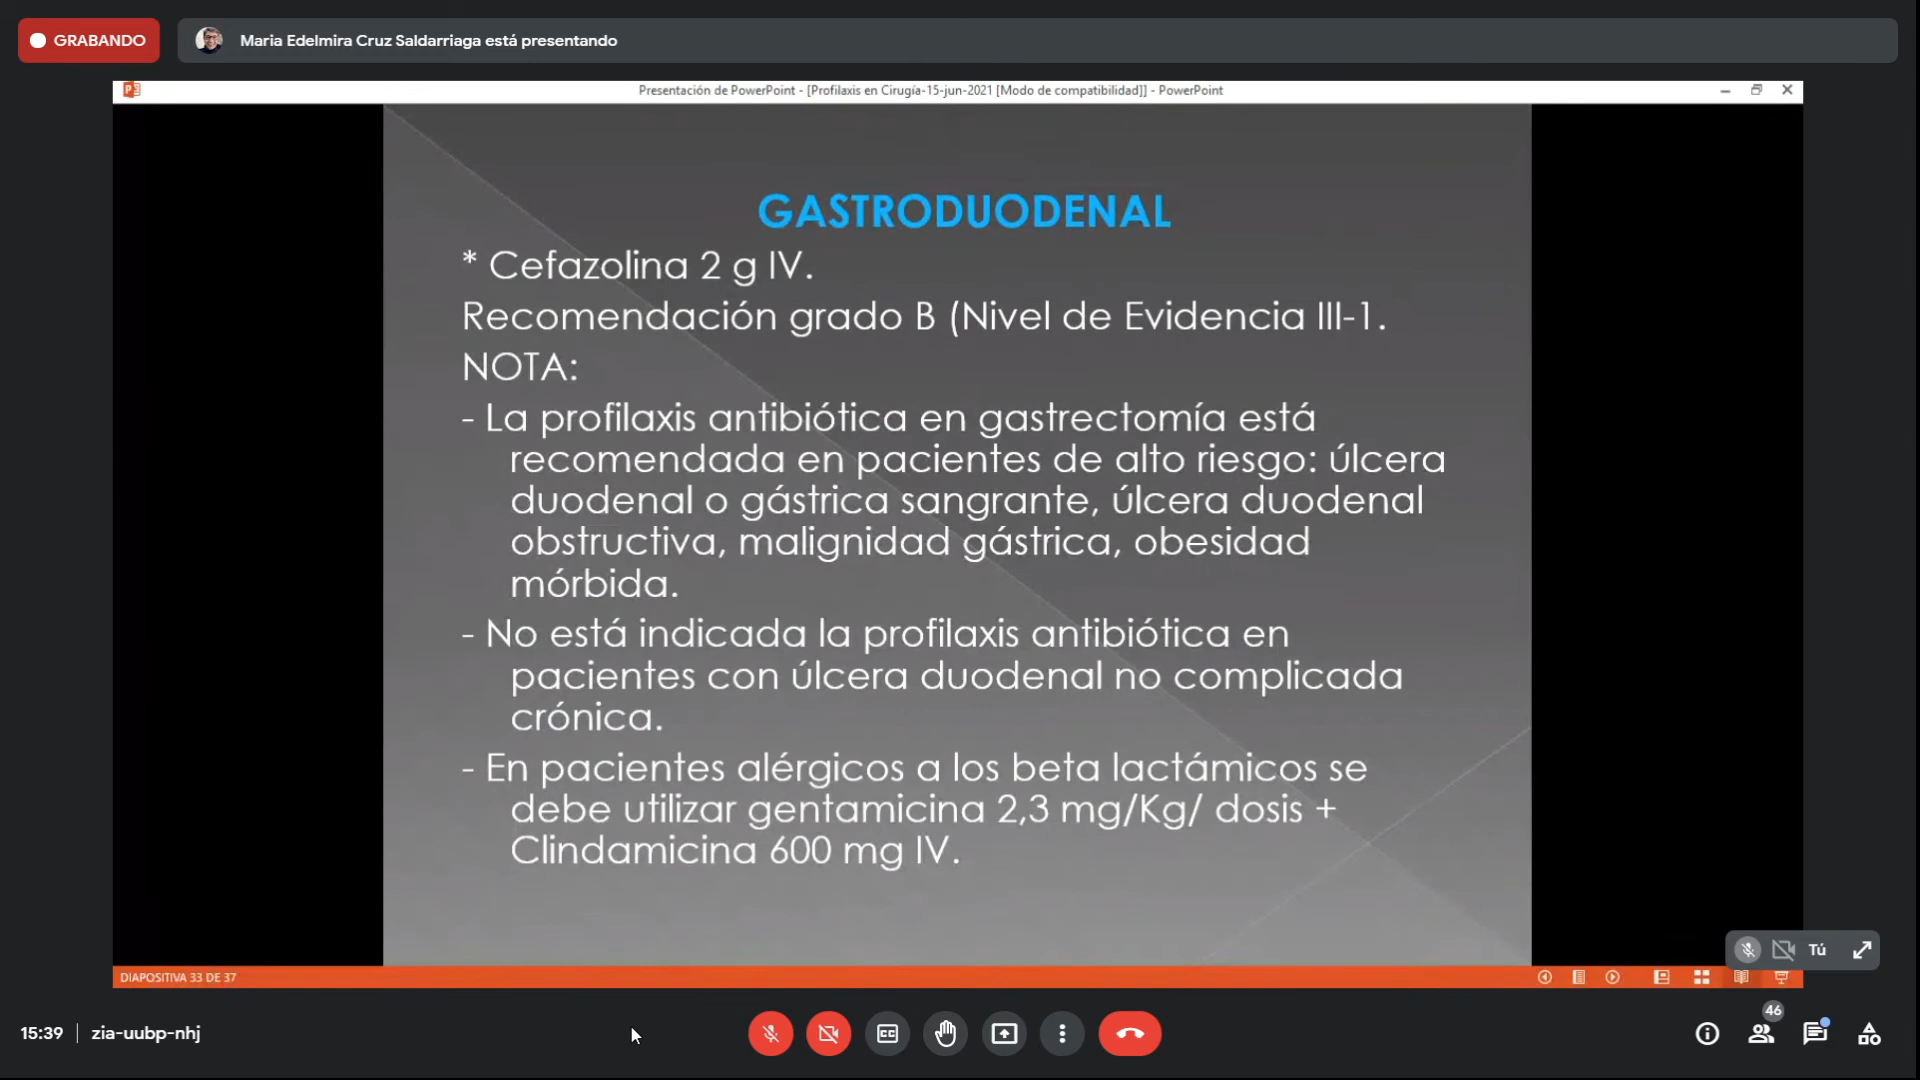 GRABANDO
Maria Edelmira Cruz Saldarriaga está presentando
Presentación de PowerPoint - [Profilaxis en Cirugía-15-jun-2021 [Modo de compatibilidad]] - PowerPoint
GASTRODUODENAL
* Cefazolina 2 g IV.
Recomendación grado B (Nivel de Evidencia III-1.
NOTA:
- La profilaxis antibiótica en gastrectomía está
recomendada en pacientes de alto riesgo: úlcera
duodenal o gástrica sangrante, úlcera duodenal
obstructiva, malignidad gástrica, obesidad
mórbida.
- No está indicada la profilaxis antibiótica en
pacientes con úlcera duodenal no complicada
crónica.
- En pacientes alérgicos a los beta lactámicos se
debe utilizar gentamicina 2,3 mg/Kg/ dosis +
Clindamicina 600 mg IV.
Tú
DIAPOSITIVA 33 DE 37
15:39 | zia-uubp-nhj
CC
46